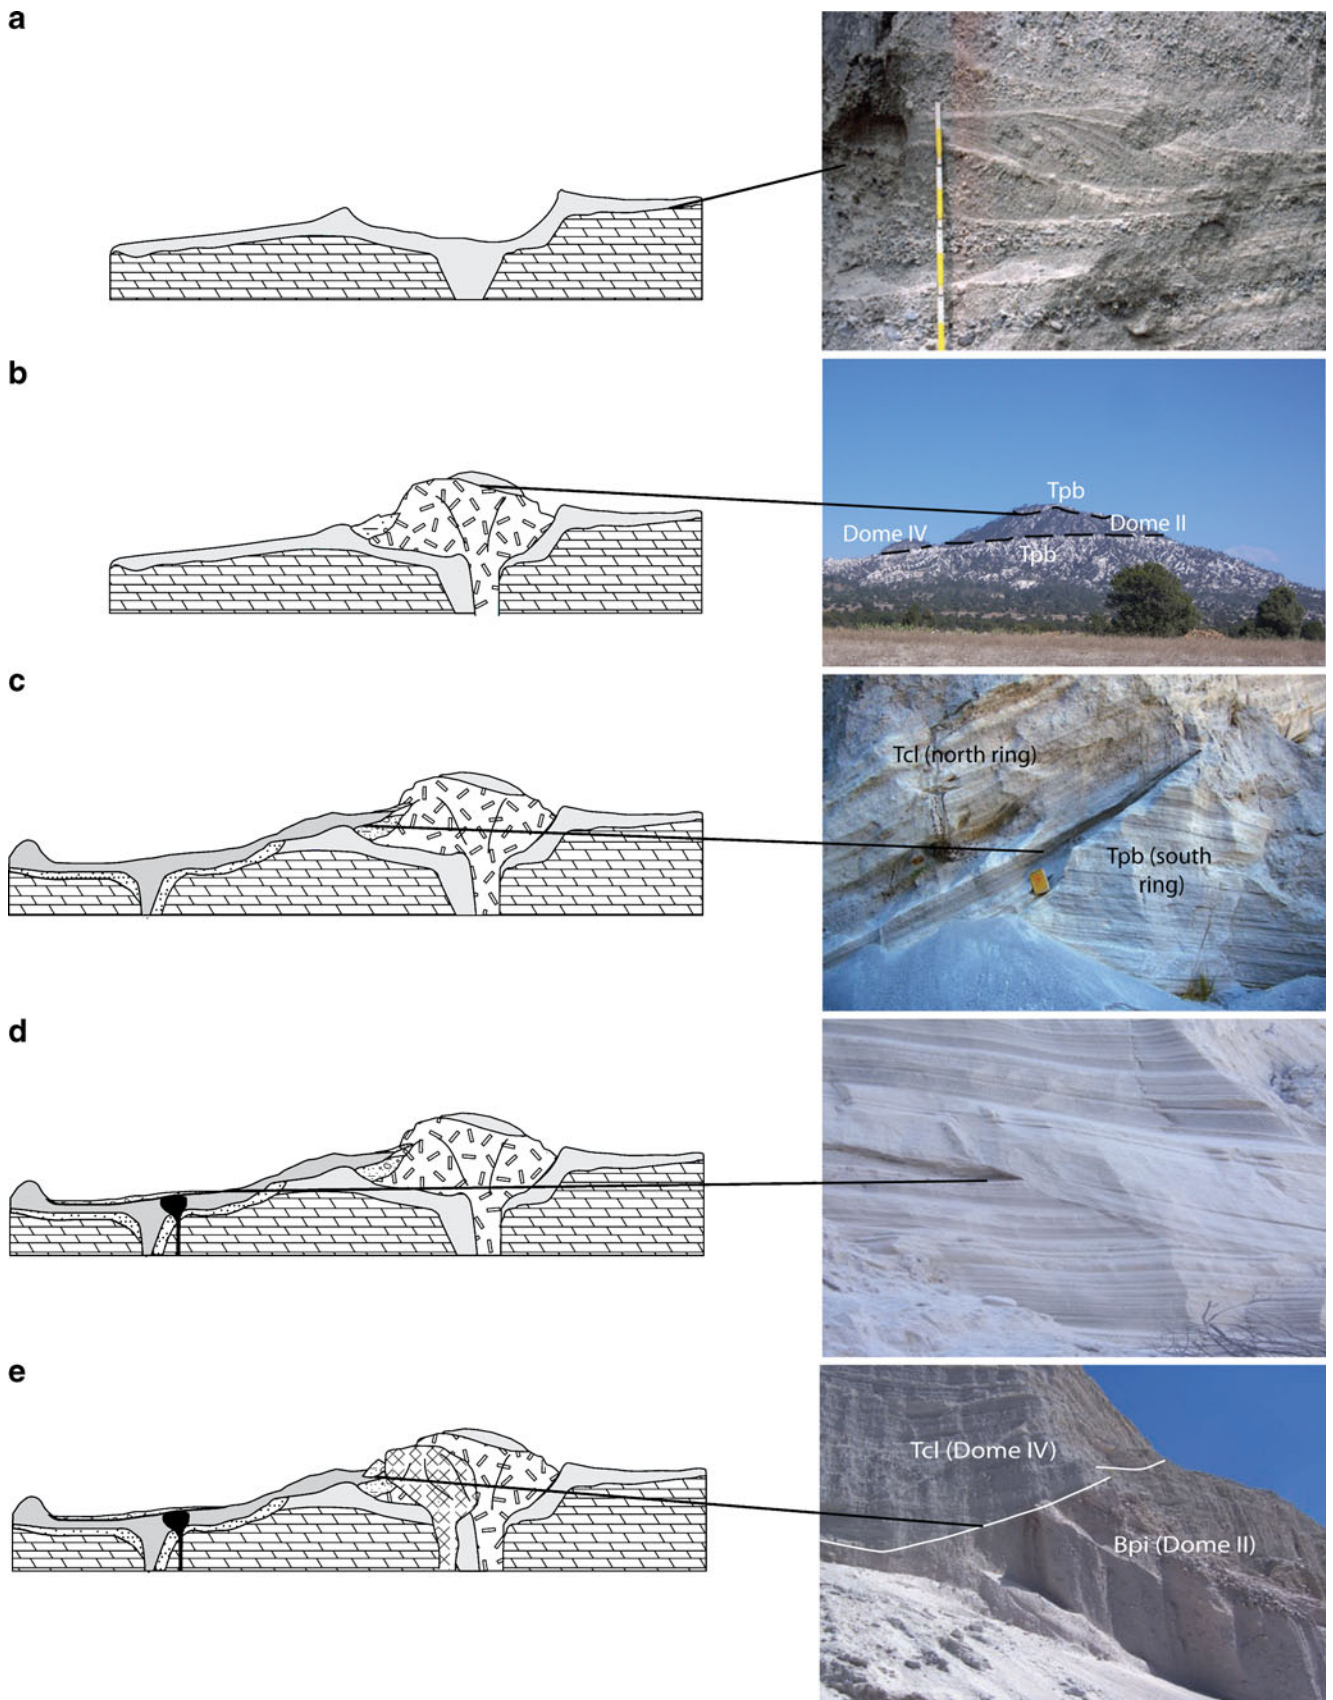 a
b
Tpb
Dome IV
Dome II
Tpb
c
Tcl (north ring)
Tpb (south
ring)
d
e
Tcl (Dome IV)
Bpi (Dome II)